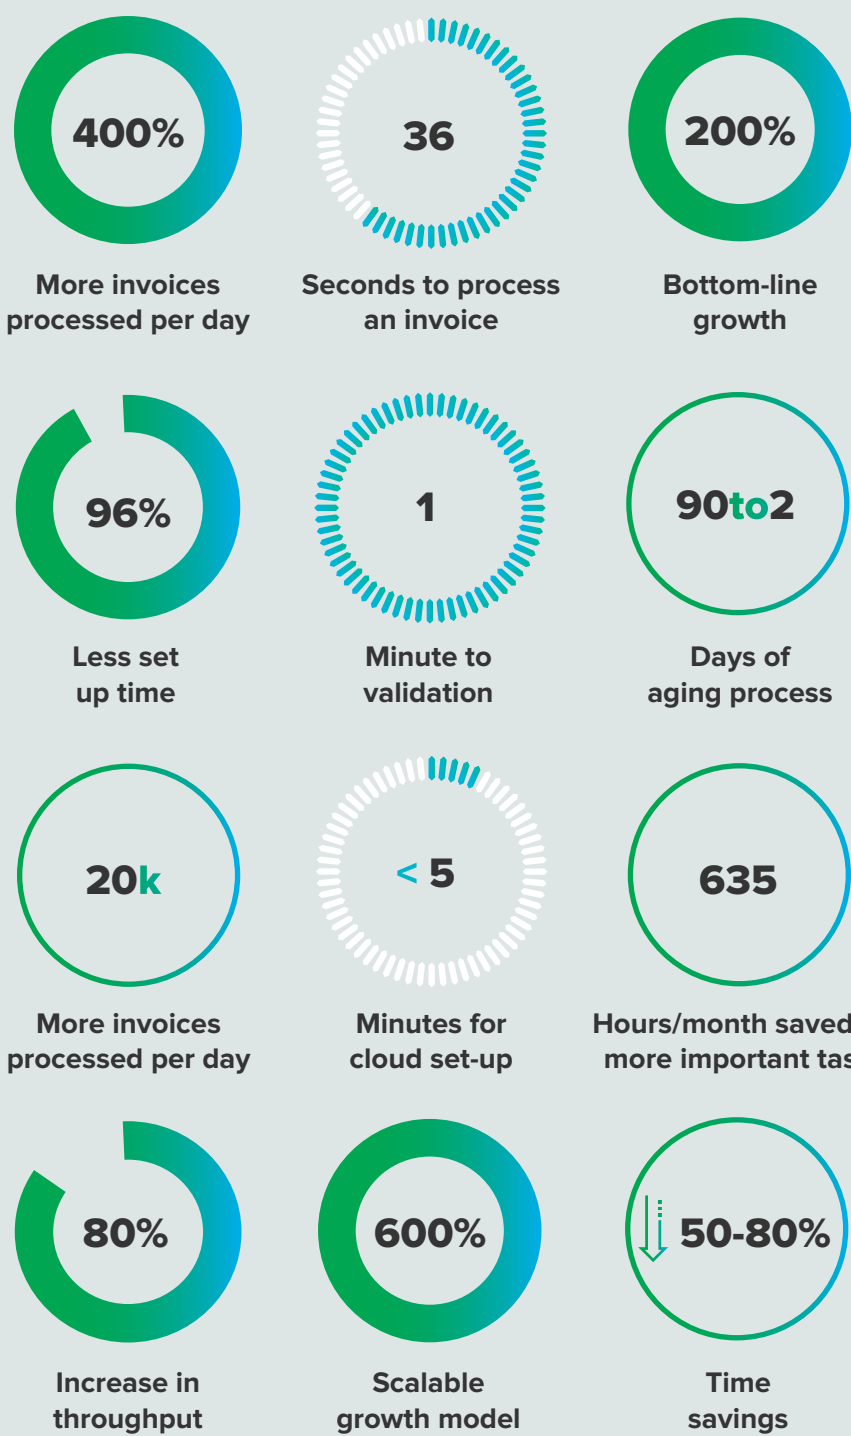 400%
More invoices
processed per day
36
Seconds to process
an invoice
200%
Bottom-line
growth
96%
Less set
up time
1
Minute to
validation
90to2
Days of
aging process
20k
More invoices
processed per day
< 5
Minutes for
cloud set-up
635
Hours/month saved
more important
80%
Increase in
throughput
600%
Scalable
growth model
50-80%
Time
savings